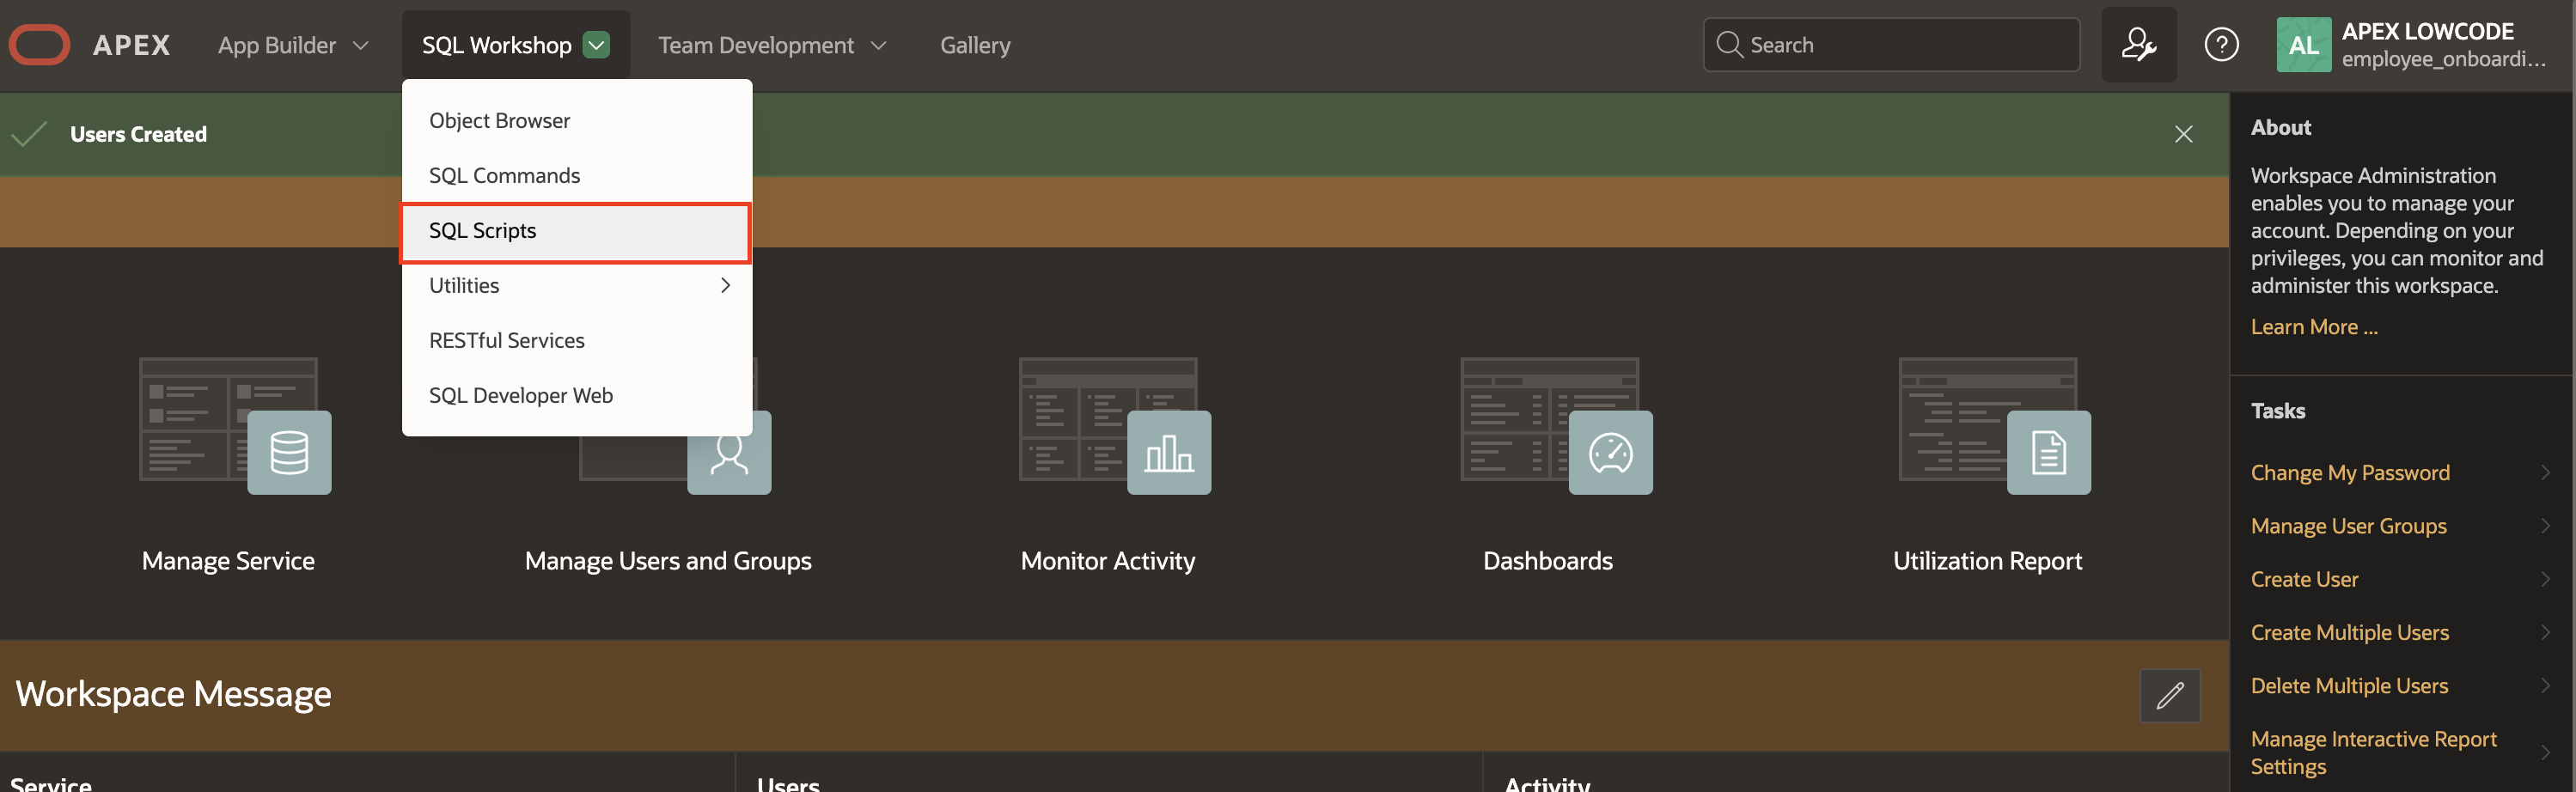 APEX
App Builder
SQL Workshop
Team Development
Gallery
Search
?
AL
APEX LOWCODE
employee_onboardi...
Users Created
Object Browser
SQL Commands
SQL Scripts
Utilities
RESTful Services
SQL Developer Web
Manage Service
Manage Users and Groups
Monitor Activity
Dashboards
Utilization Report
Workspace Message
Service
Users
Activity
About
Workspace Administration
enables you to manage your
account. Depending on your
privileges, you can monitor and
administer this workspace.
Learn More ...
Tasks
Change My Password
Manage User Groups
Create User
Create Multiple Users
Delete Multiple Users
Manage Interactive Report
Settings